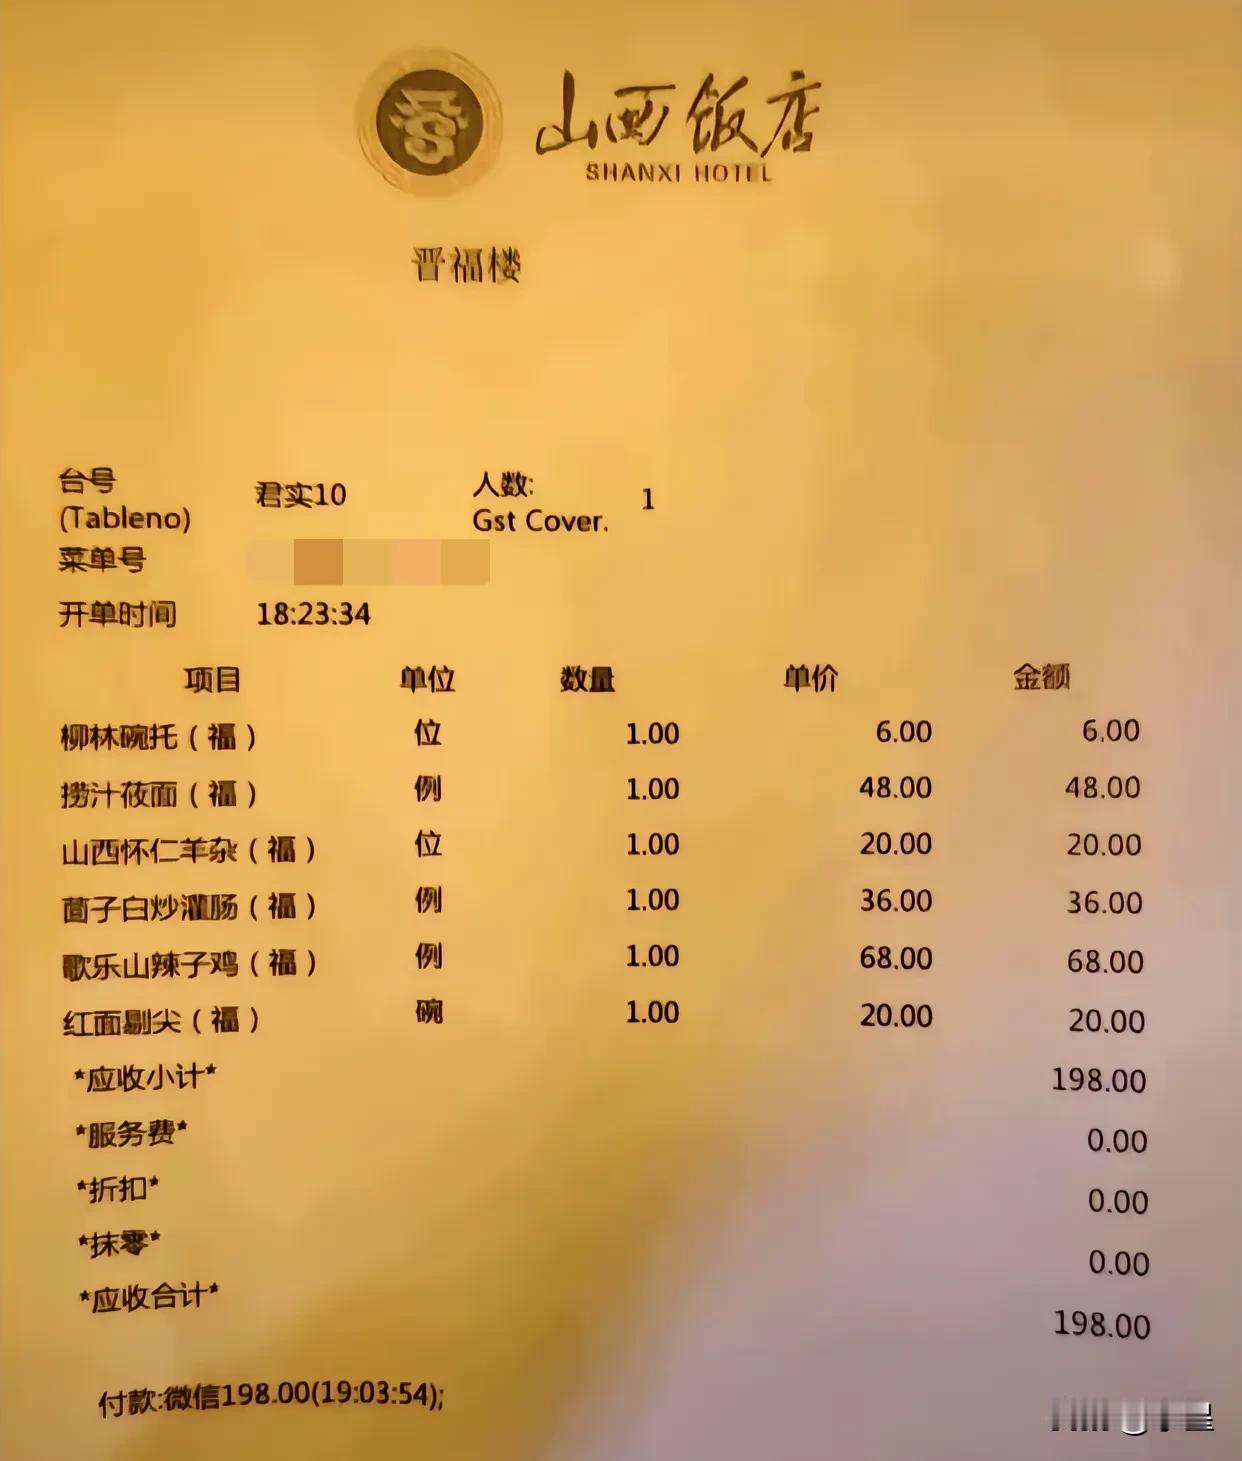 山西饭店
SHANXI HOTEL
晋福楼
台号 (Tableno) 君实10 人数: Gst Cover. 1
菜单号
开单时间 18:23:34
项目 单位 数量 单价 金额
柳林碗托(福) 位 1.00 6.00 6.00
捞汁莜面(福) 例 1.00 48.00 48.00
山西怀仁羊杂(福) 位 1.00 20.00 20.00
茴子白炒灌肠(福) 例 1.00 36.00 36.00
歌乐山辣子鸡(福) 例 1.00 68.00 68.00
红面剔尖(福) 碗 1.00 20.00 20.00
*应收小计* 198.00
*服务费* 0.00
*折扣* 0.00
*抹零* 0.00
*应收合计* 198.00
付款:微信198.00(19:03:54);